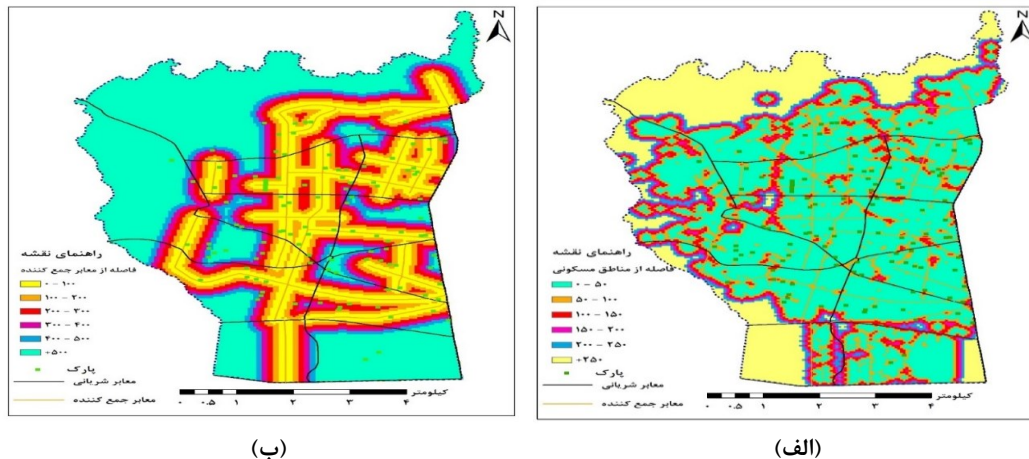 N
راهنمای نقشه
فاصله از مناطق مسکونی
۰ - ۵۰
۵۰ - ۱۰۰
۱۰۰ - ۱۵۰
۱۵۰ - ۲۰۰
۲۰۰ - ۲۵۰
+۲۵۰
پارک
معابر شریانی
معابر جمع کننده
۰ ۰.۵ ۱ ۲ ۳ ۴
کیلومتر
(الف)
N
راهنمای نقشه
فاصله از معابر جمع کننده
۰ - ۱۰۰
۱۰۰ - ۲۰۰
۲۰۰ - ۳۰۰
۳۰۰ - ۴۰۰
۴۰۰ - ۵۰۰
+۵۰۰
پارک
معابر شریانی
معابر جمع کننده
۰ ۰.۵ ۱ ۲ ۳ ۴
کیلومتر
(ب)